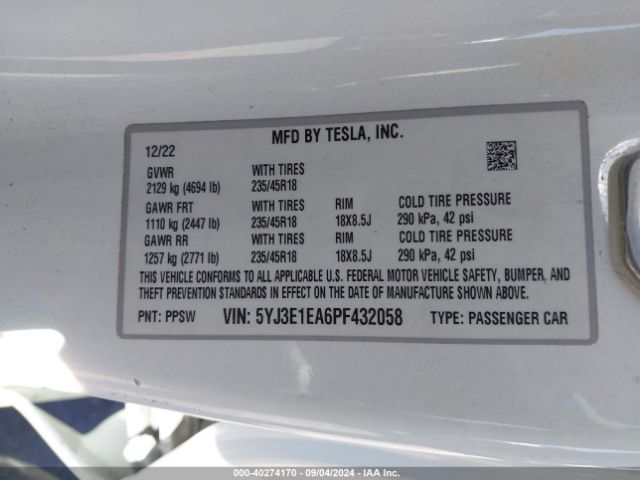 MFD BY TESLA, INC.
12/22
GVWR WITH TIRES
2129 kg (4694 lb) 235/45R18
GAWR FRT WITH TIRES RIM COLD TIRE PRESSURE
1110 kg (2447 lb) 235/45R18 18X8.5J 290 kPa, 42 psi
GAWR RR WITH TIRES RIM COLD TIRE PRESSURE
1257 kg (2771 lb) 235/45R18 18X8.5J 290 kPa, 42 psi
THIS VEHICLE CONFORMS TO ALL APPLICABLE U.S. FEDERAL MOTOR VEHICLE SAFETY, BUMPER, AND
THEFT PREVENTION STANDARDS IN EFFECT ON THE DATE OF MANUFACTURE SHOWN ABOVE.
PNT: PPSW VIN: 5YJ3E1EA6PF432058 TYPE: PASSENGER CAR
000-40274170 - 09/04/2024 - IAA Inc.